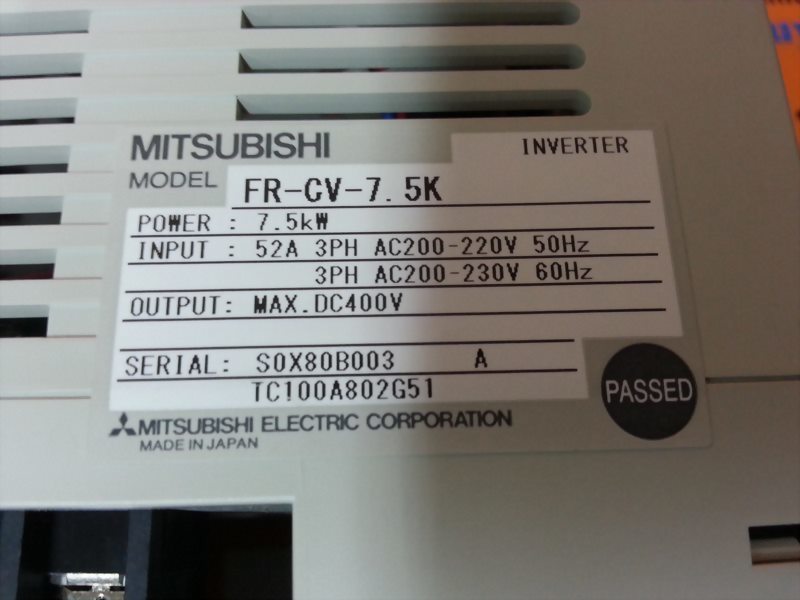 MITSUBISHI
INVERTER
MODEL FR-CV-7.5K
POWER : 7.5kW
INPUT : 52A 3PH AC200-220V 50Hz
3PH AC200-230V 60Hz
OUTPUT: MAX.DC400V
SERIAL: S0X80B003 A
TC100A802G51
PASSED
MITSUBISHI ELECTRIC CORPORATION
MADE IN JAPAN